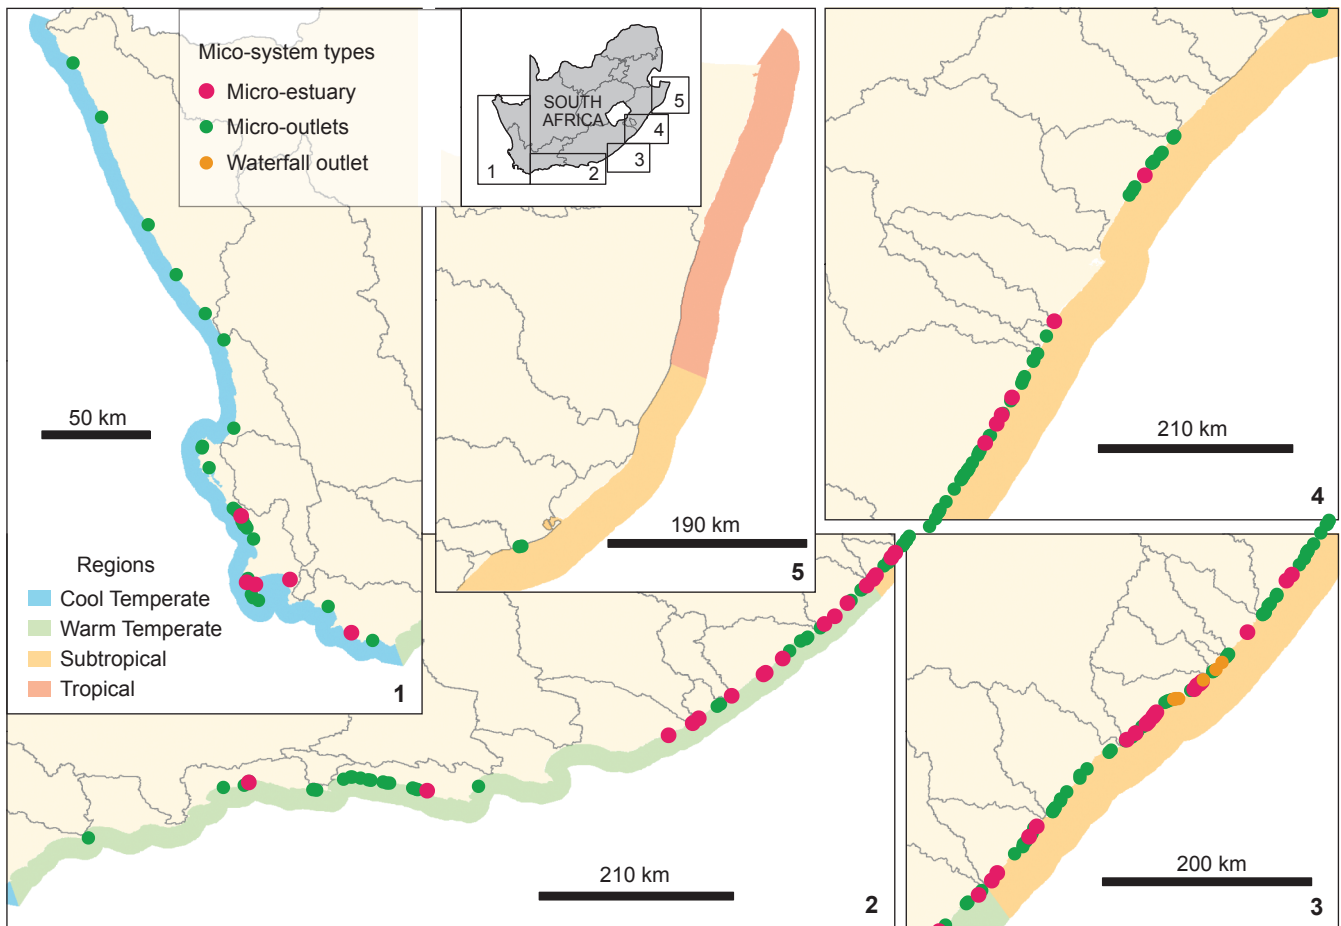 Mico-system types
Micro-estuary
Micro-outlets
Waterfall outlet
SOUTH
AFRICA
1
2
3
4
5
50 km
Regions
Cool Temperate
Warm Temperate
Subtropical
Tropical
1
190 km
5
210 km
4
210 km
2
200 km
3